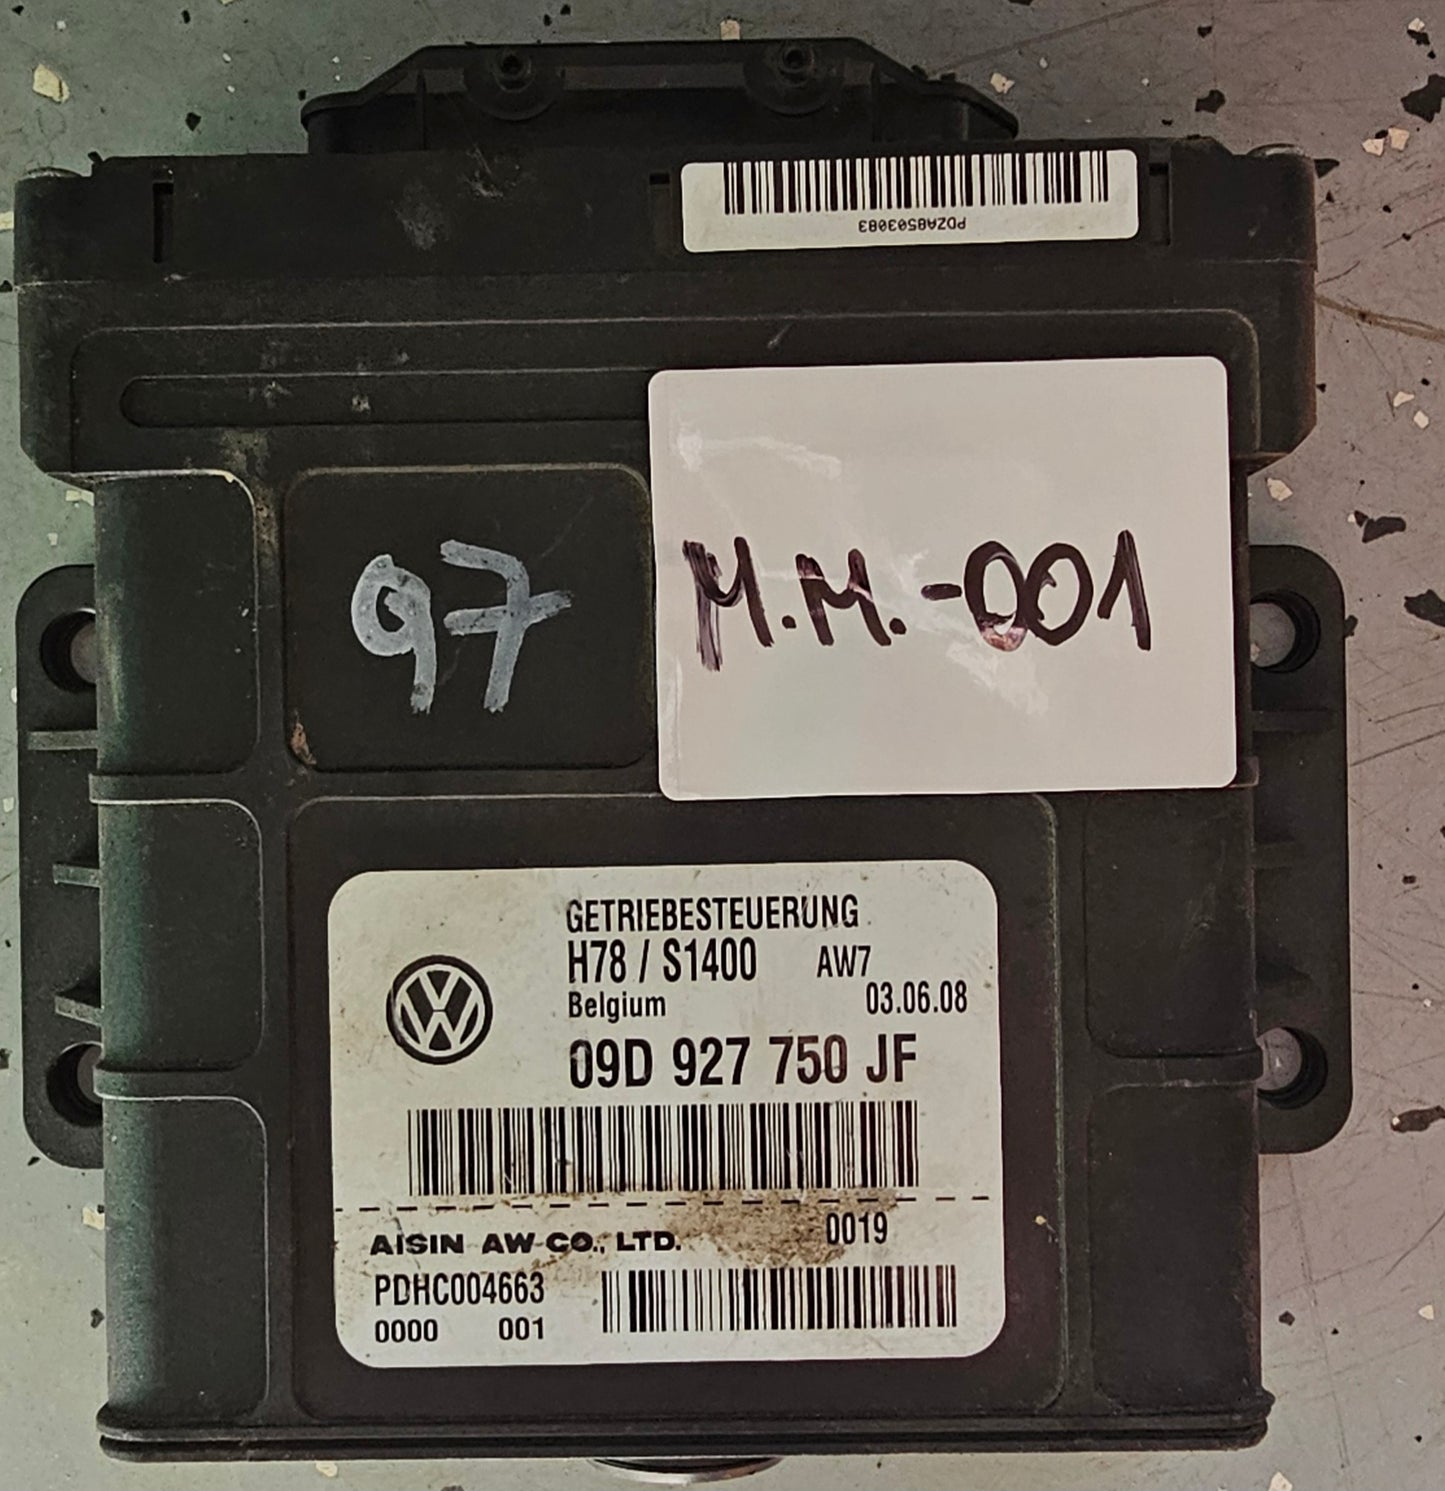 PDZAB503083
97
M.M.-001
GETRIEBESTEUERUNG
H78 / S1400 AW7
Belgium 03.06.08
09D 927 750 JF
AISIN AW CO., LTD. 0019
PDHC004663
0000 001